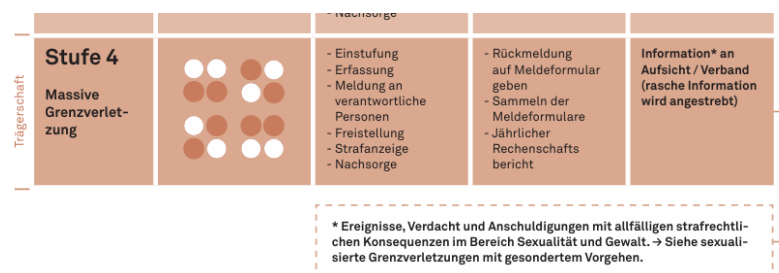 - Nachsorge
Trägerschaft
Stufe 4
Massive
Grenzverlet-
zung
- Einstufung
- Erfassung
- Meldung an
verantwortliche
Personen
- Freistellung
- Strafanzeige
- Nachsorge
- Rückmeldung
auf Meldeformular
geben
- Sammeln der
Meldeformulare
- Jährlicher
Rechenschafts
bericht
Information* an
Aufsicht / Verband
(rasche Information
wird angestrebt)
* Ereignisse, Verdacht und Anschuldigungen mit allfälligen strafrechtli-
chen Konsequenzen im Bereich Sexualität und Gewalt. → Siehe sexuali-
sierte Grenzverletzungen mit gesondertem Vorgehen.